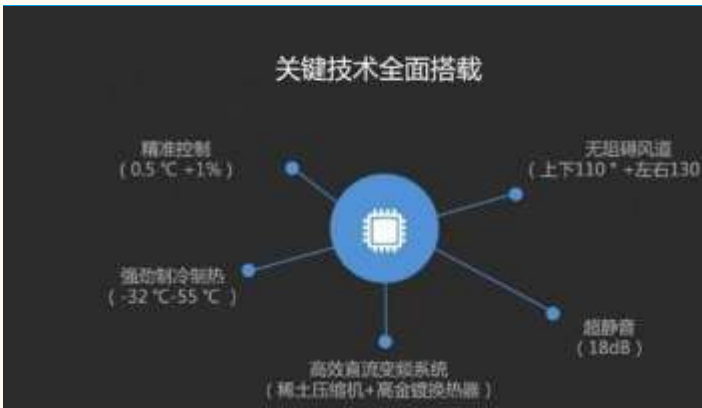 关键技术全面搭载
精准控制
(0.5 ℃ +1%)
无阻碍风道
(上下110°+左右130
强劲制冷制热
(-32 ℃-55 ℃ )
超静音
(18dB)
高效直流变频系统
(稀土压缩机+高金镀换热器)